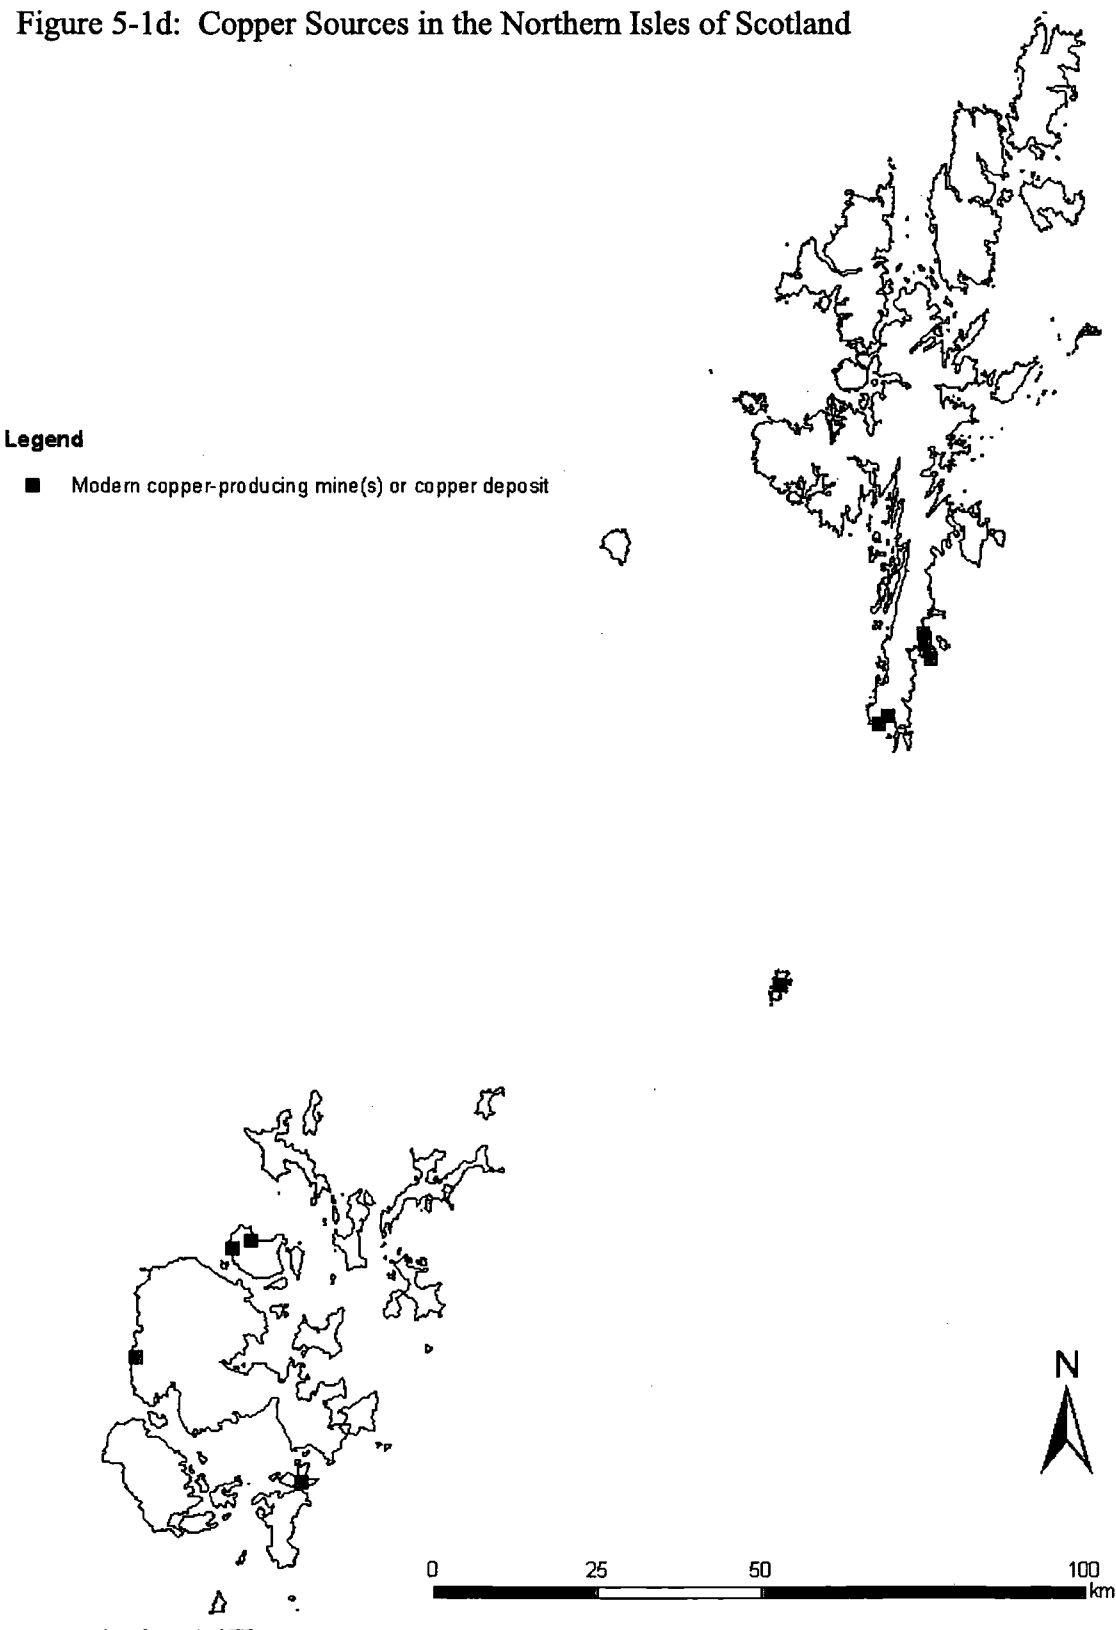 Figure 5-1d: Copper Sources in the Northern Isles of Scotland
Legend
Modern copper-producing mine(s) or copper deposit
N
0 25 50 100
km